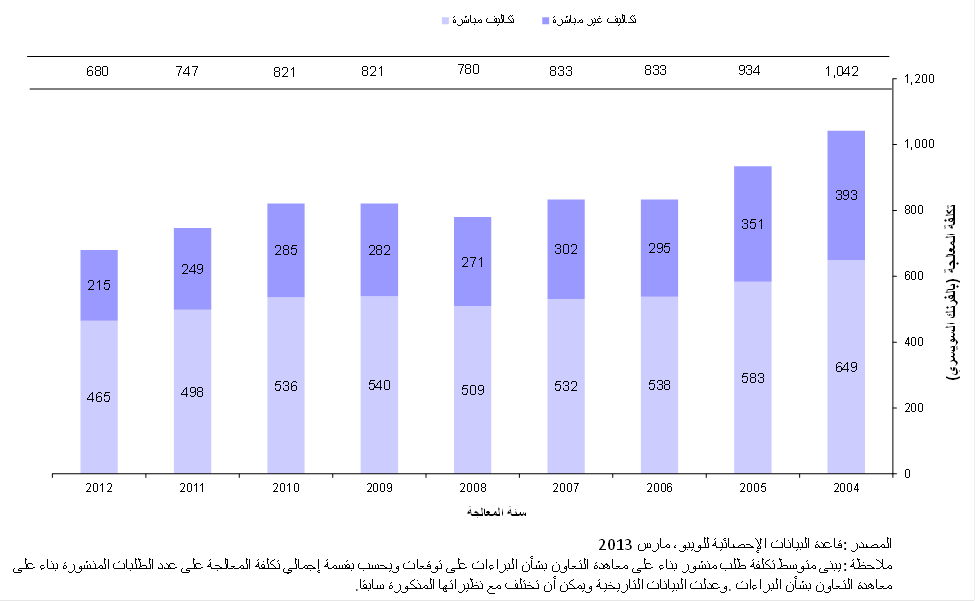 تكاليف مباشرة تكاليف غير مباشرة
680 747 821 821 780 833 833 934 1,042
1,200
1,000
800
600
400
200
0
تكلفة المعالجة (بالفرنك السويسري)
215 249 285 282 271 302 295 351 393
465 498 536 540 509 532 538 583 649
2012 2011 2010 2009 2008 2007 2006 2005 2004
سنة المعالجة
المصدر :قاعدة البيانات الإحصائية للويبو، مارس 2013
ملاحظة :يبنى متوسط تكلفة طلب منشور بناء على معاهدة التعاون بشأن البراءات على توقعات ويحسب بقسمة إجمالي تكلفة المعالجة على عدد الطلبات المنشورة بناء على
معاهدة التعاون بشأن البراءات .وعدلت البيانات التاريخية ويمكن أن تختلف مع نظيراتها المذكورة سابقا.